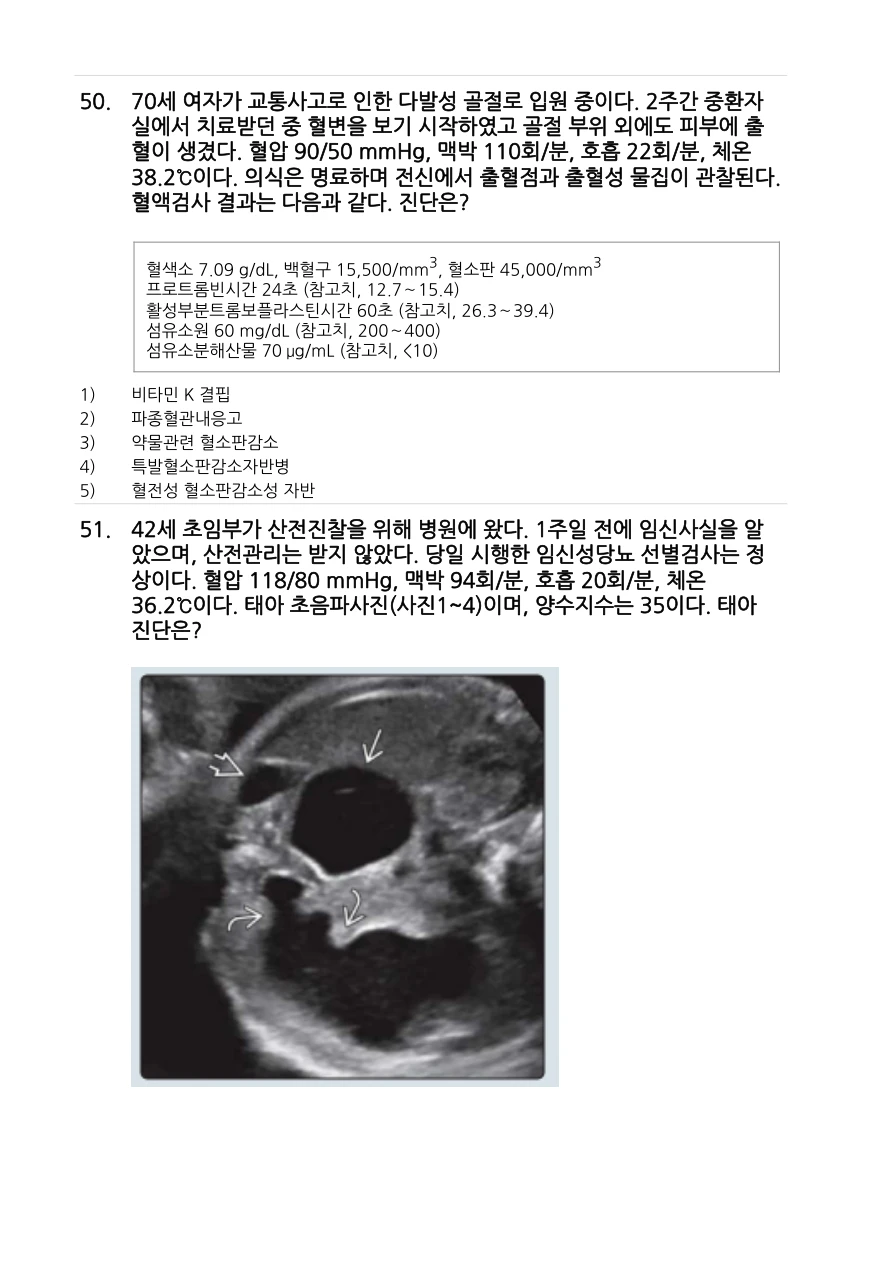 50. 70세 여자가 교통사고로 인한 다발성 골절로 입원 중이다. 2주간 중환자
실에서 치료받던 중 혈변을 보기 시작하였고 골절 부위 외에도 피부에 출
혈이 생겼다. 혈압 90/50 mmHg, 맥박 110회/분, 호흡 22회/분, 체온
38.2℃이다. 의식은 명료하며 전신에서 출혈점과 출혈성 물집이 관찰된다.
혈액검사 결과는 다음과 같다. 진단은?
혈색소 7.09 g/dL, 백혈구 15,500/mm³, 혈소판 45,000/mm³
프로트롬빈시간 24초 (참고치, 12.7~15.4)
활성부분트롬보플라스틴시간 60초 (참고치, 26.3~39.4)
섬유소원 60 mg/dL (참고치, 200~400)
섬유소분해산물 70 μg/mL (참고치, <10)
1) 비타민 K 결핍
2) 파종혈관내응고
3) 약물관련 혈소판감소
4) 특발혈소판감소자반병
5) 혈전성 혈소판감소성 자반
51. 42세 초임부가 산전진찰을 위해 병원에 왔다. 1주일 전에 임신사실을 알
았으며, 산전관리는 받지 않았다. 당일 시행한 임신성당뇨 선별검사는 정
상이다. 혈압 118/80 mmHg, 맥박 94회/분, 호흡 20회/분, 체온
36.2℃이다. 태아 초음파사진(사진1~4)이며, 양수지수는 35이다. 태아
진단은?